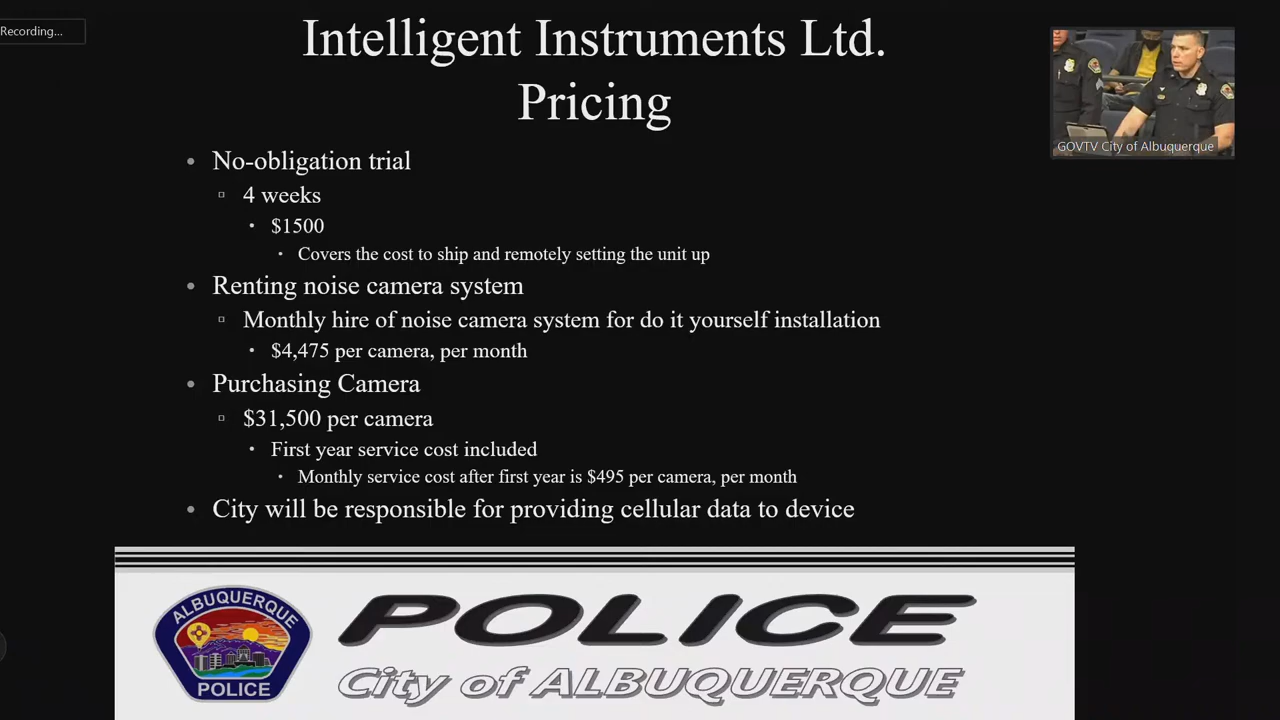 Recording...
Intelligent Instruments Ltd.
Pricing
GOVTV City of Albuquerque
• No-obligation trial
▫ 4 weeks
• $1500
• Covers the cost to ship and remotely setting the unit up
• Renting noise camera system
▫ Monthly hire of noise camera system for do it yourself installation
• $4,475 per camera, per month
• Purchasing Camera
▫ $31,500 per camera
• First year service cost included
• Monthly service cost after first year is $495 per camera, per month
• City will be responsible for providing cellular data to device
ALBUQUERQUE
POLICE
POLICE
City of ALBUQUERQUE